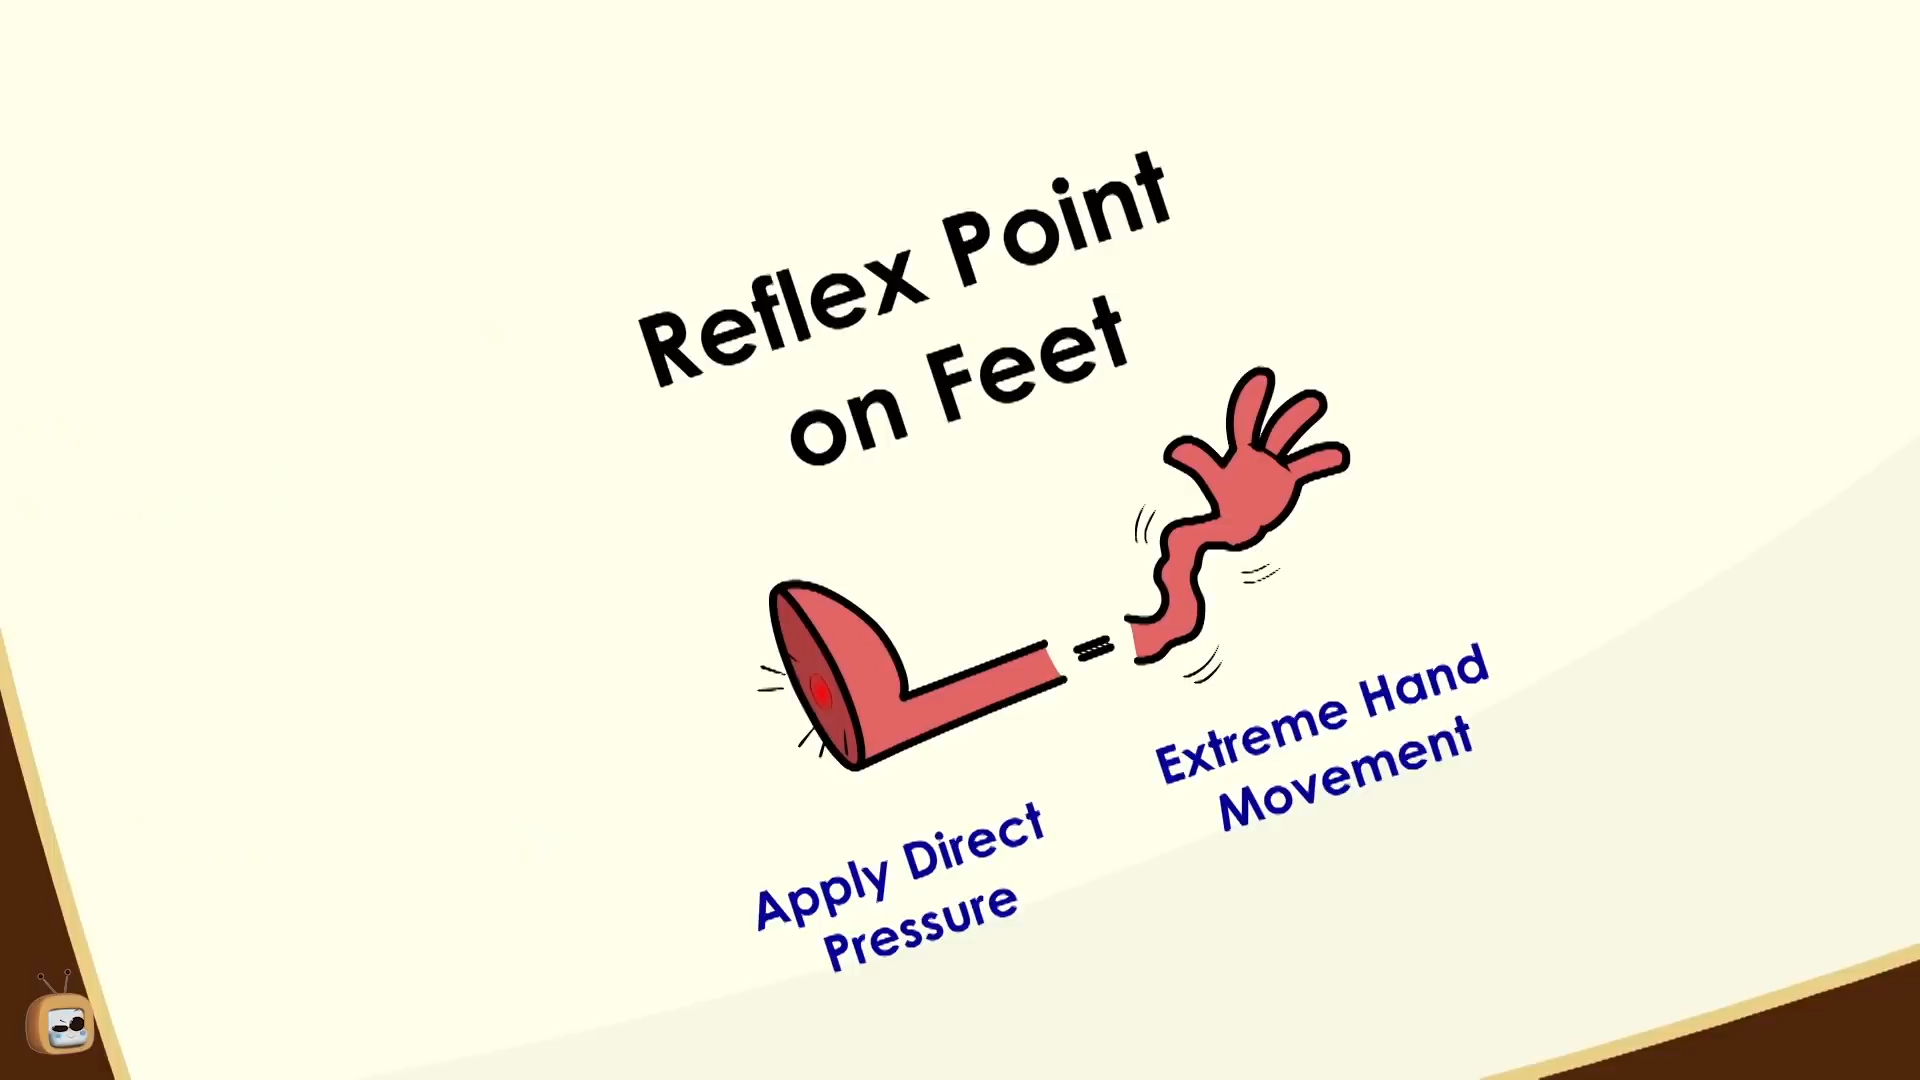 Reflex Point
on Feet
=
Apply Direct
Pressure
Extreme Hand
Movement